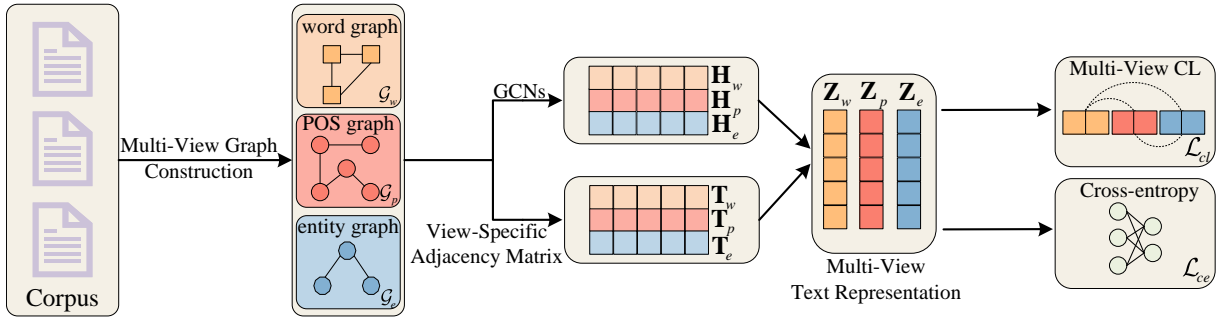 Corpus
Multi-View Graph
Construction
word graph
𝒢w
POS graph
𝒢p
entity graph
𝒢e
GCNs
View-Specific
Adjacency Matrix
Hw
Hp
He
Tw
Tp
Te
Zw Zp Ze
Multi-View
Text Representation
Multi-View CL
ℒcl
Cross-entropy
ℒce